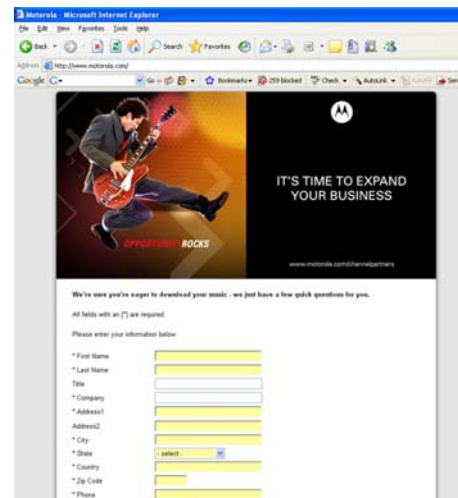 Motorola - Microsoft Internet Explorer
File Edit View Favorites Tools Help
Back Search Favorites
Address http://www.motorola.com/
Google G Go Bookmarks 259 blocked Check AutoLink
IT'S TIME TO EXPAND
YOUR BUSINESS
OPPORTUNITY ROCKS
www.motorola.com/channelpartners
We're sure you're eager to download your music - we just have a few quick questions for you.
All fields with an [*] are required.
Please enter your information below
* First Name
* Last Name
Title
* Company
* Address1
Address2
* City
* State - select -
* Country
* Zip Code
* Phone